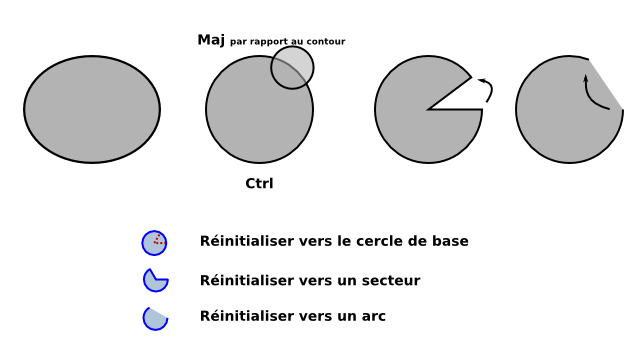 Maj par rapport au contour
Ctrl
Réinitialiser vers le cercle de base
Réinitialiser vers un secteur
Réinitialiser vers un arc